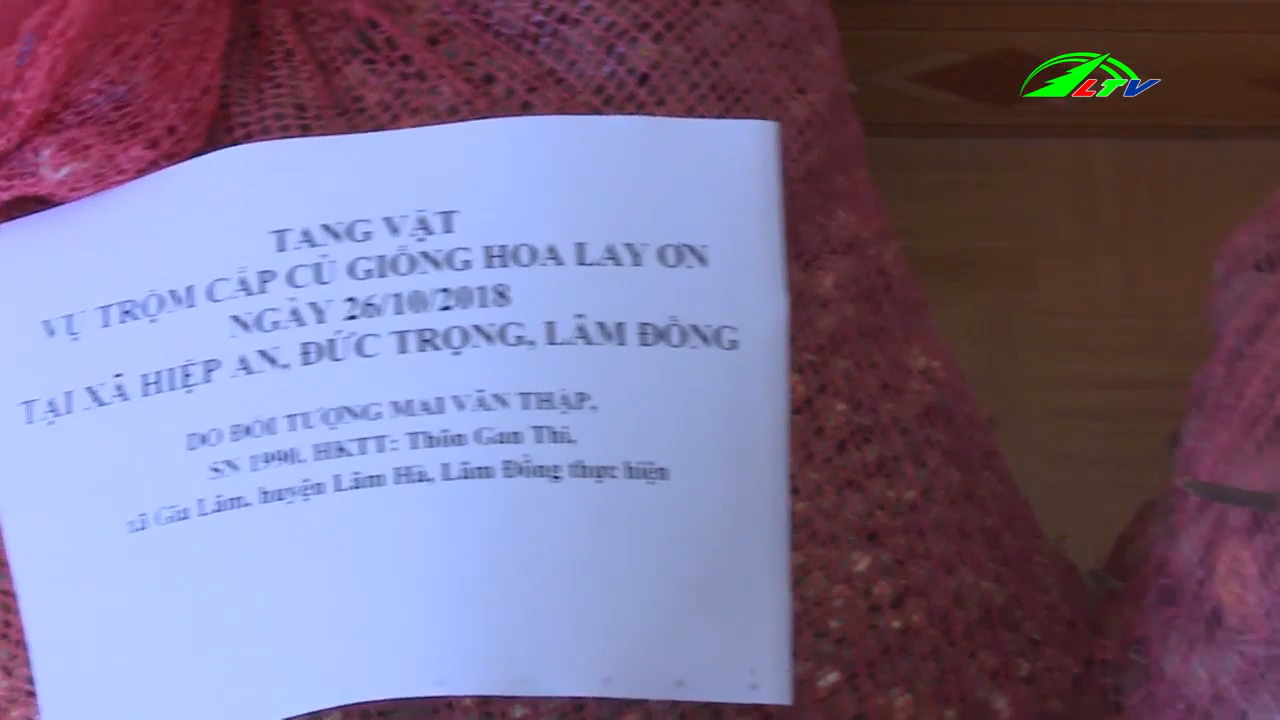 LTV
TANG VẬT
VỤ TRỘM CẮP CỦ GIỐNG HOA LAY ƠN
NGÀY 26/10/2018
TẠI XÃ HIỆP AN, ĐỨC TRỌNG, LÂM ĐỒNG
DO ĐỐI TƯỢNG MAI VĂN THẬP,
SN 1990, HKTT: Thôn Gan Thi,
xã Gia Lâm, huyện Lâm Hà, Lâm Đồng thực hiện